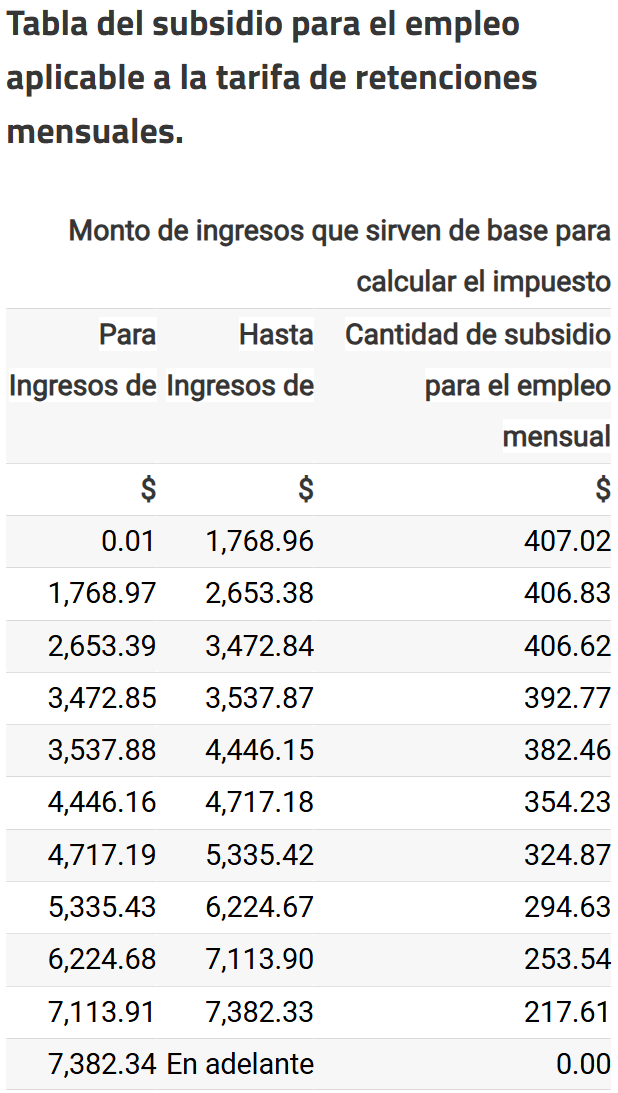 Tabla del subsidio para el empleo
aplicable a la tarifa de retenciones
mensuales.
Monto de ingresos que sirven de base para
calcular el impuesto
Para Hasta Cantidad de subsidio
Ingresos de Ingresos de para el empleo
mensual
$ $ $
0.01 1,768.96 407.02
1,768.97 2,653.38 406.83
2,653.39 3,472.84 406.62
3,472.85 3,537.87 392.77
3,537.88 4,446.15 382.46
4,446.16 4,717.18 354.23
4,717.19 5,335.42 324.87
5,335.43 6,224.67 294.63
6,224.68 7,113.90 253.54
7,113.91 7,382.33 217.61
7,382.34 En adelante 0.00